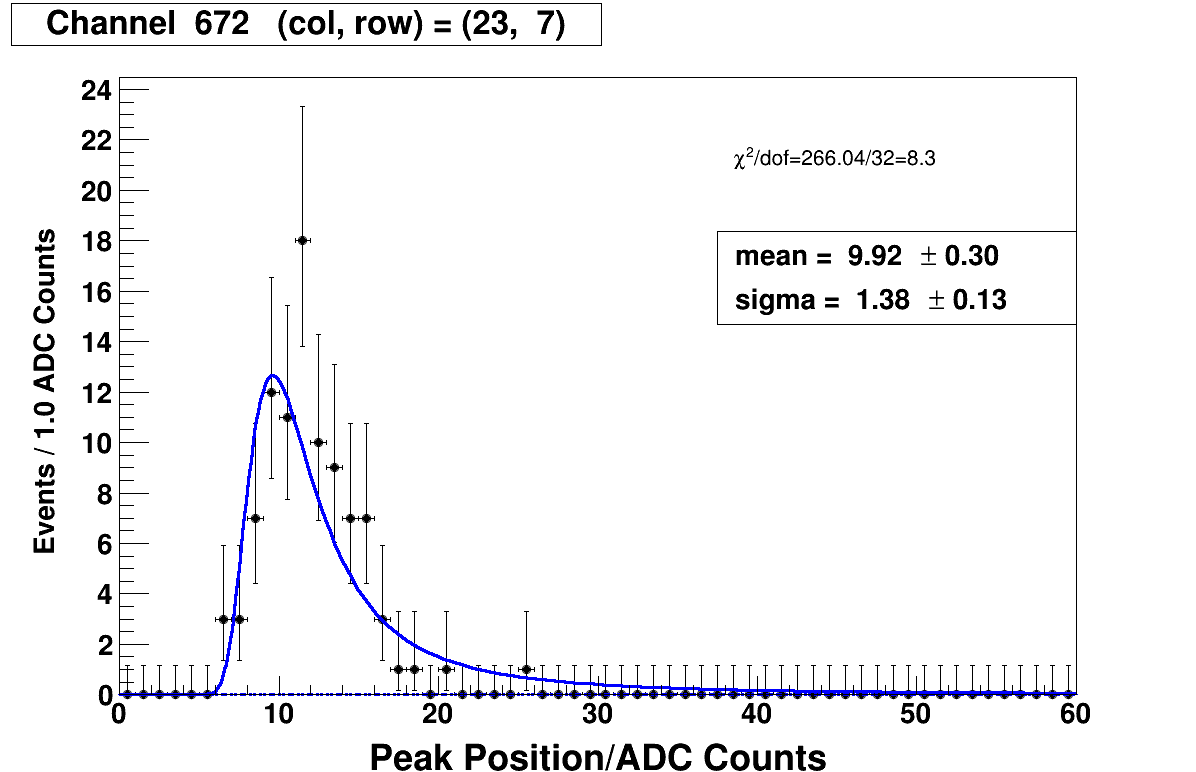 Channel 672 (col, row) = (23, 7)
24
22
20
18
16
14
12
10
8
6
4
2
0
Events / 1.0 ADC Counts
χ²/dof=266.04/32=8.3
mean = 9.92 ± 0.30
sigma = 1.38 ± 0.13
0 10 20 30 40 50 60
Peak Position/ADC Counts